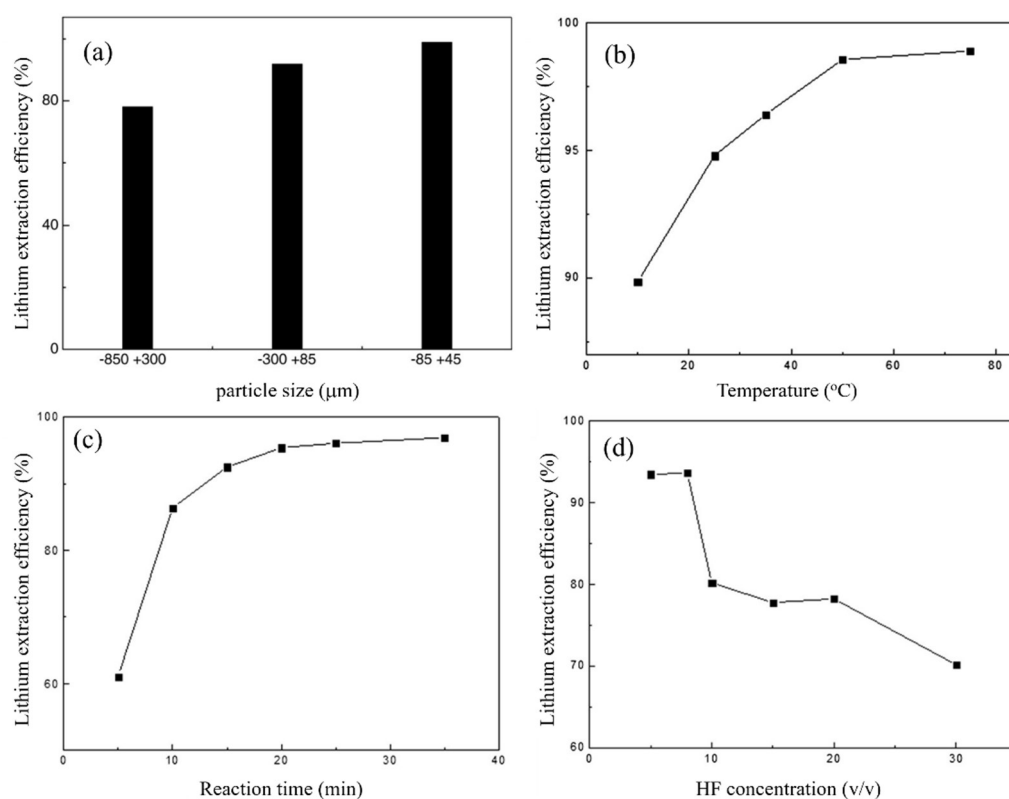 (a)
Lithium extraction efficiency (%)
80
40
0
-850 +300
-300 +85
-85 +45
particle size (μm)
(b)
Lithium extraction efficiency (%)
100
95
90
0
20
40
60
80
Temperature (°C)
(c)
Lithium extraction efficiency (%)
100
80
60
0
10
20
30
40
Reaction time (min)
(d)
Lithium extraction efficiency (%)
100
90
80
70
60
0
10
20
30
HF concentration (v/v)